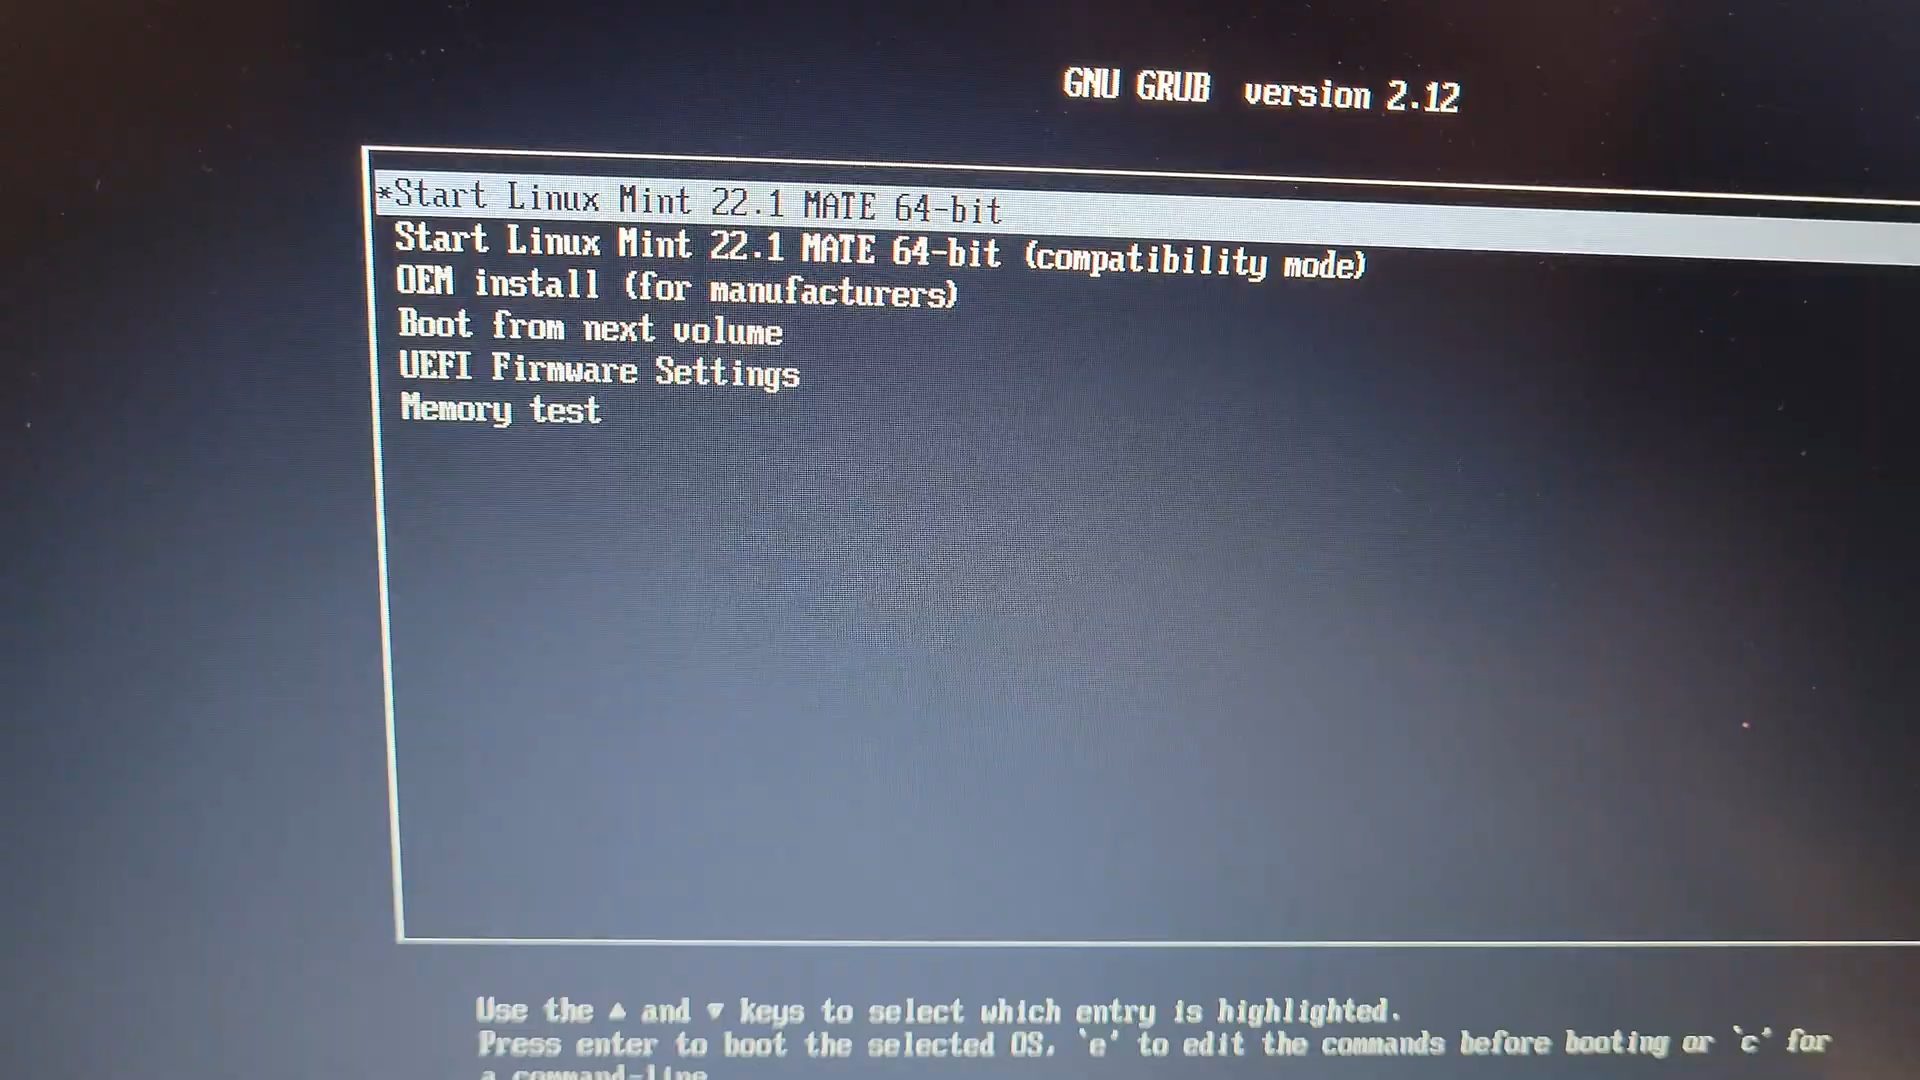 GNU GRUB version 2.12
*Start Linux Mint 22.1 MATE 64-bit
Start Linux Mint 22.1 MATE 64-bit (compatibility mode)
OEM install (for manufacturers)
Boot from next volume
UEFI Firmware Settings
Memory test
Use the ▲ and ▼ keys to select which entry is highlighted.
Press enter to boot the selected OS, `e' to edit the commands before booting or `c' for
a command-line